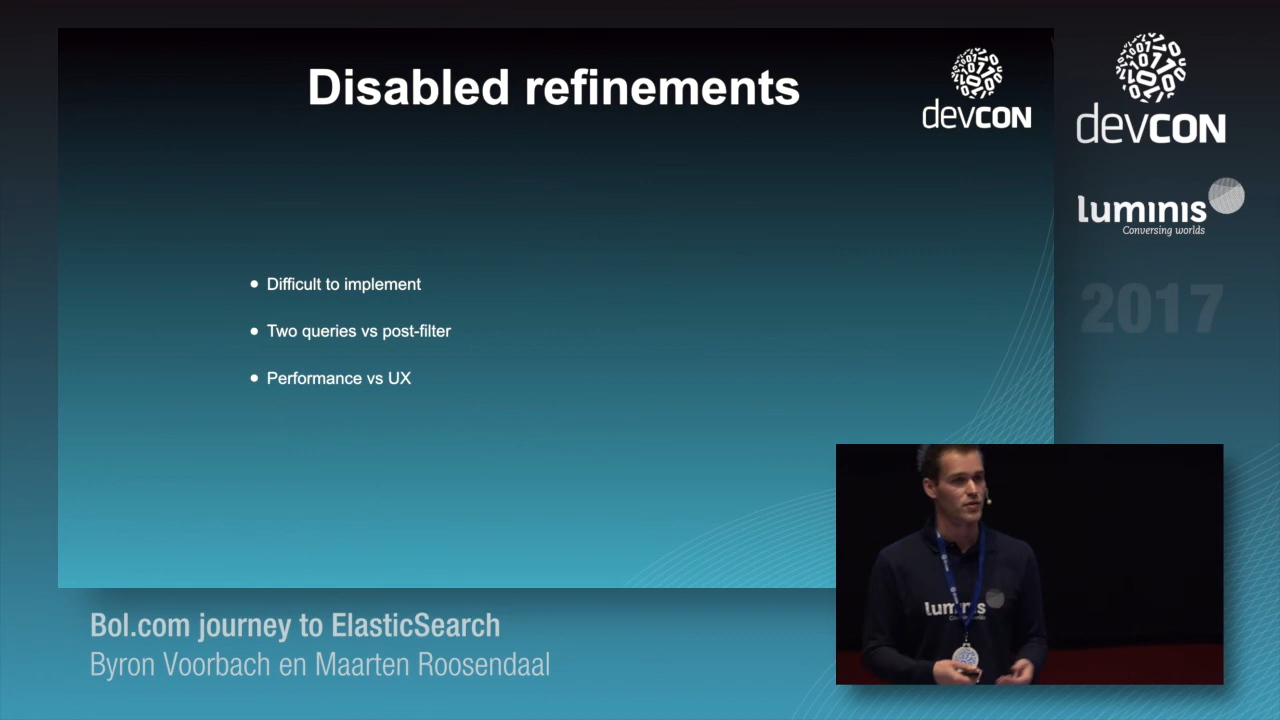 Disabled refinements
devcon
devcon
luminis
Conversing worlds
2017
Difficult to implement
Two queries vs post-filter
Performance vs UX
luminis
Bol.com journey to ElasticSearch
Byron Voorbach en Maarten Roosendaal